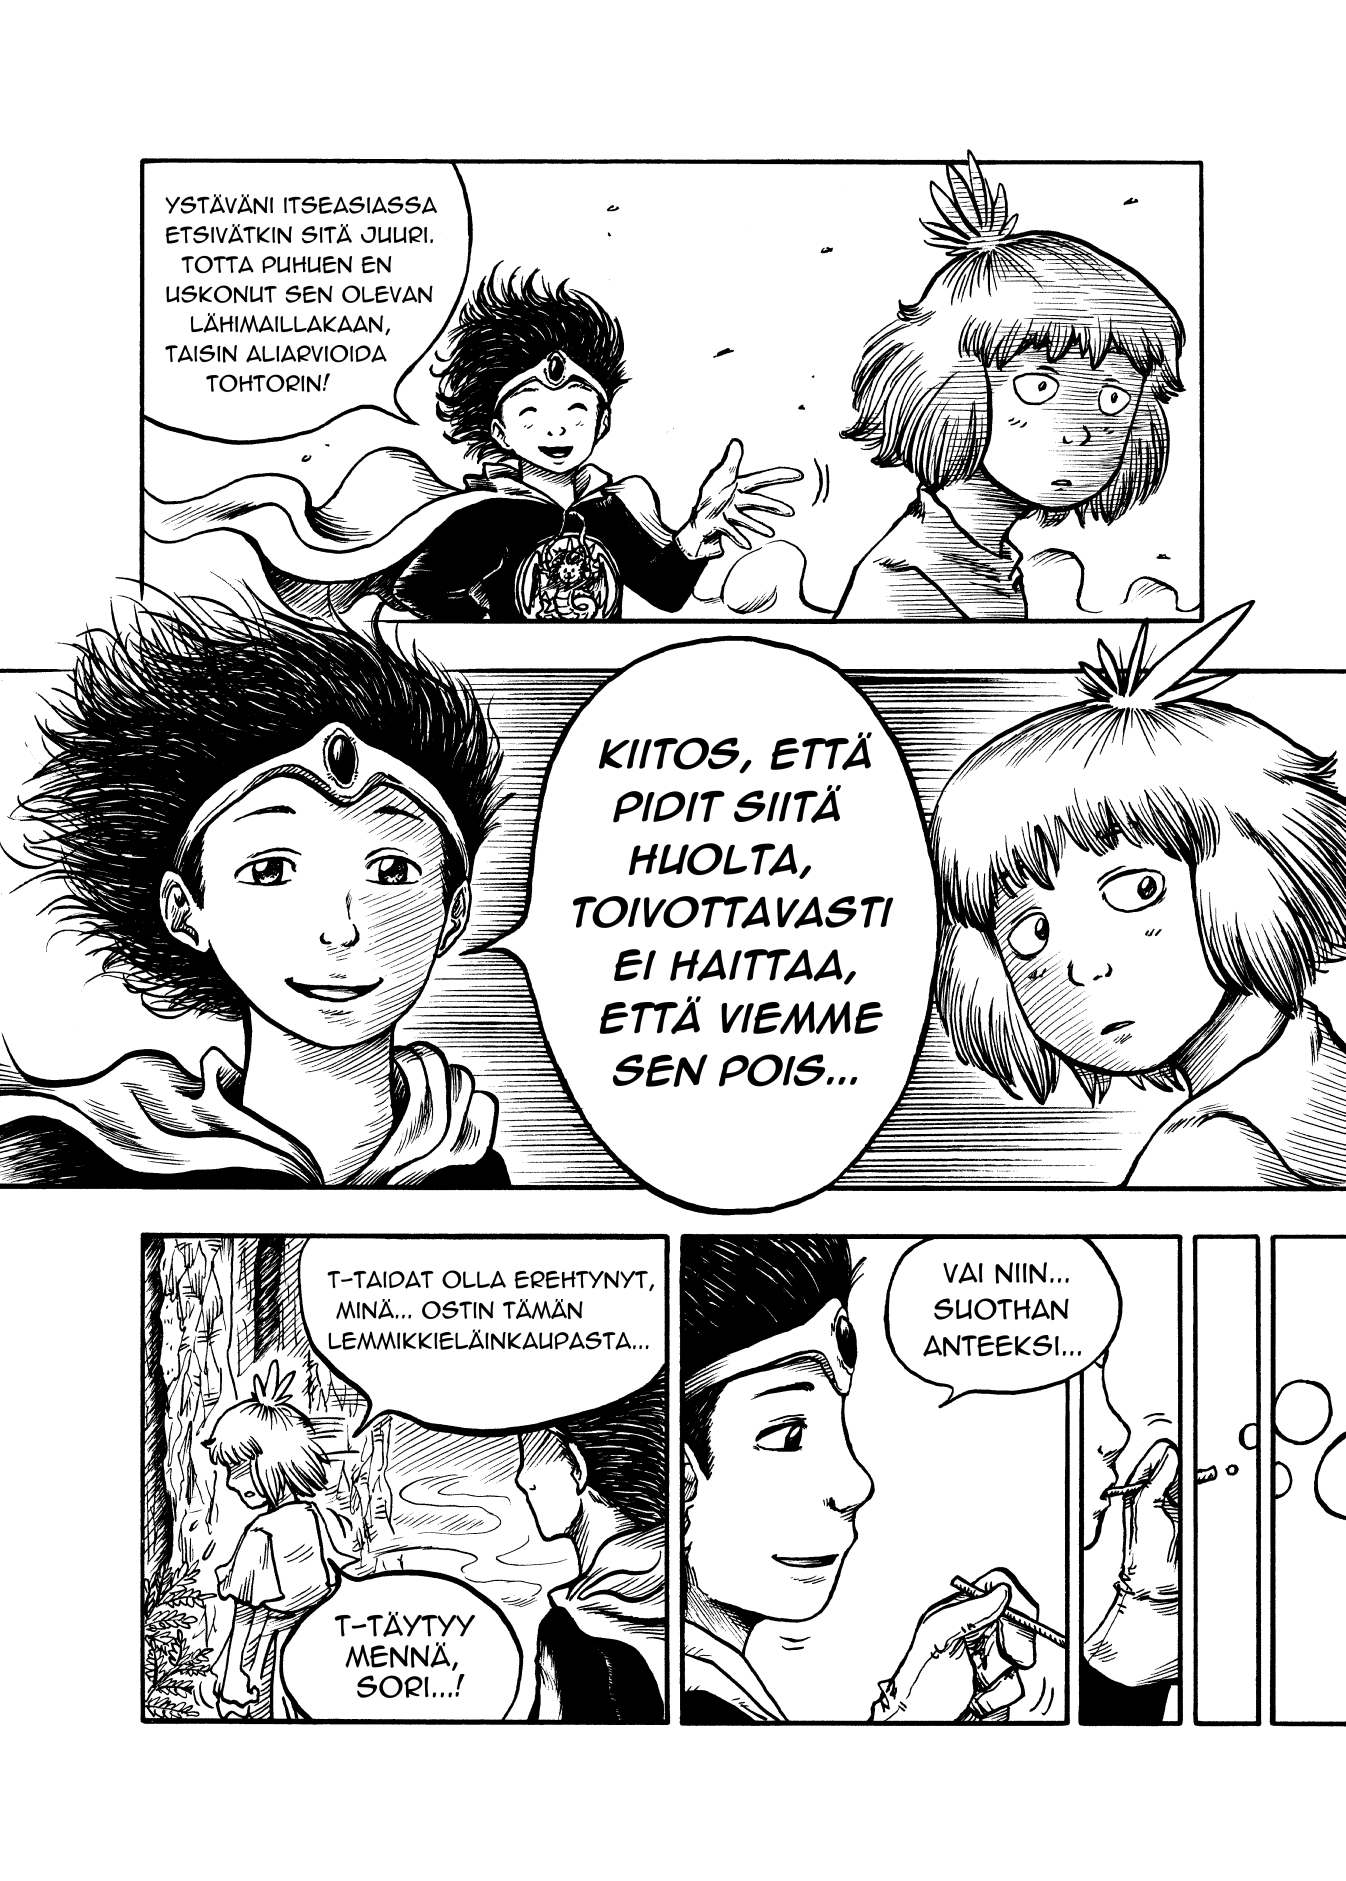 YSTÄVÄNI ITSEASIASSA
ETSIVÄTKIN SITÄ JUURI.
TOTTA PUHUEN EN
USKONUT SEN OLEVAN
LÄHIMAILLAKAAN,
TAISIN ALIARVIOIDA
TOHTORIN!
KIITOS, ETTÄ
PIDIT SIITÄ
HUOLTA,
TOIVOTTAVASTI
EI HAITTAA,
ETTÄ VIEMME
SEN POIS...
T-TAIDAT OLLA EREHTYNYT,
MINÄ... OSTIN TÄMÄN
LEMMIKKIELÄINKAUPASTA...
T-TÄYTYY
MENNÄ,
SORI...!
VAI NIIN...
SUOTHAN
ANTEEKSI...